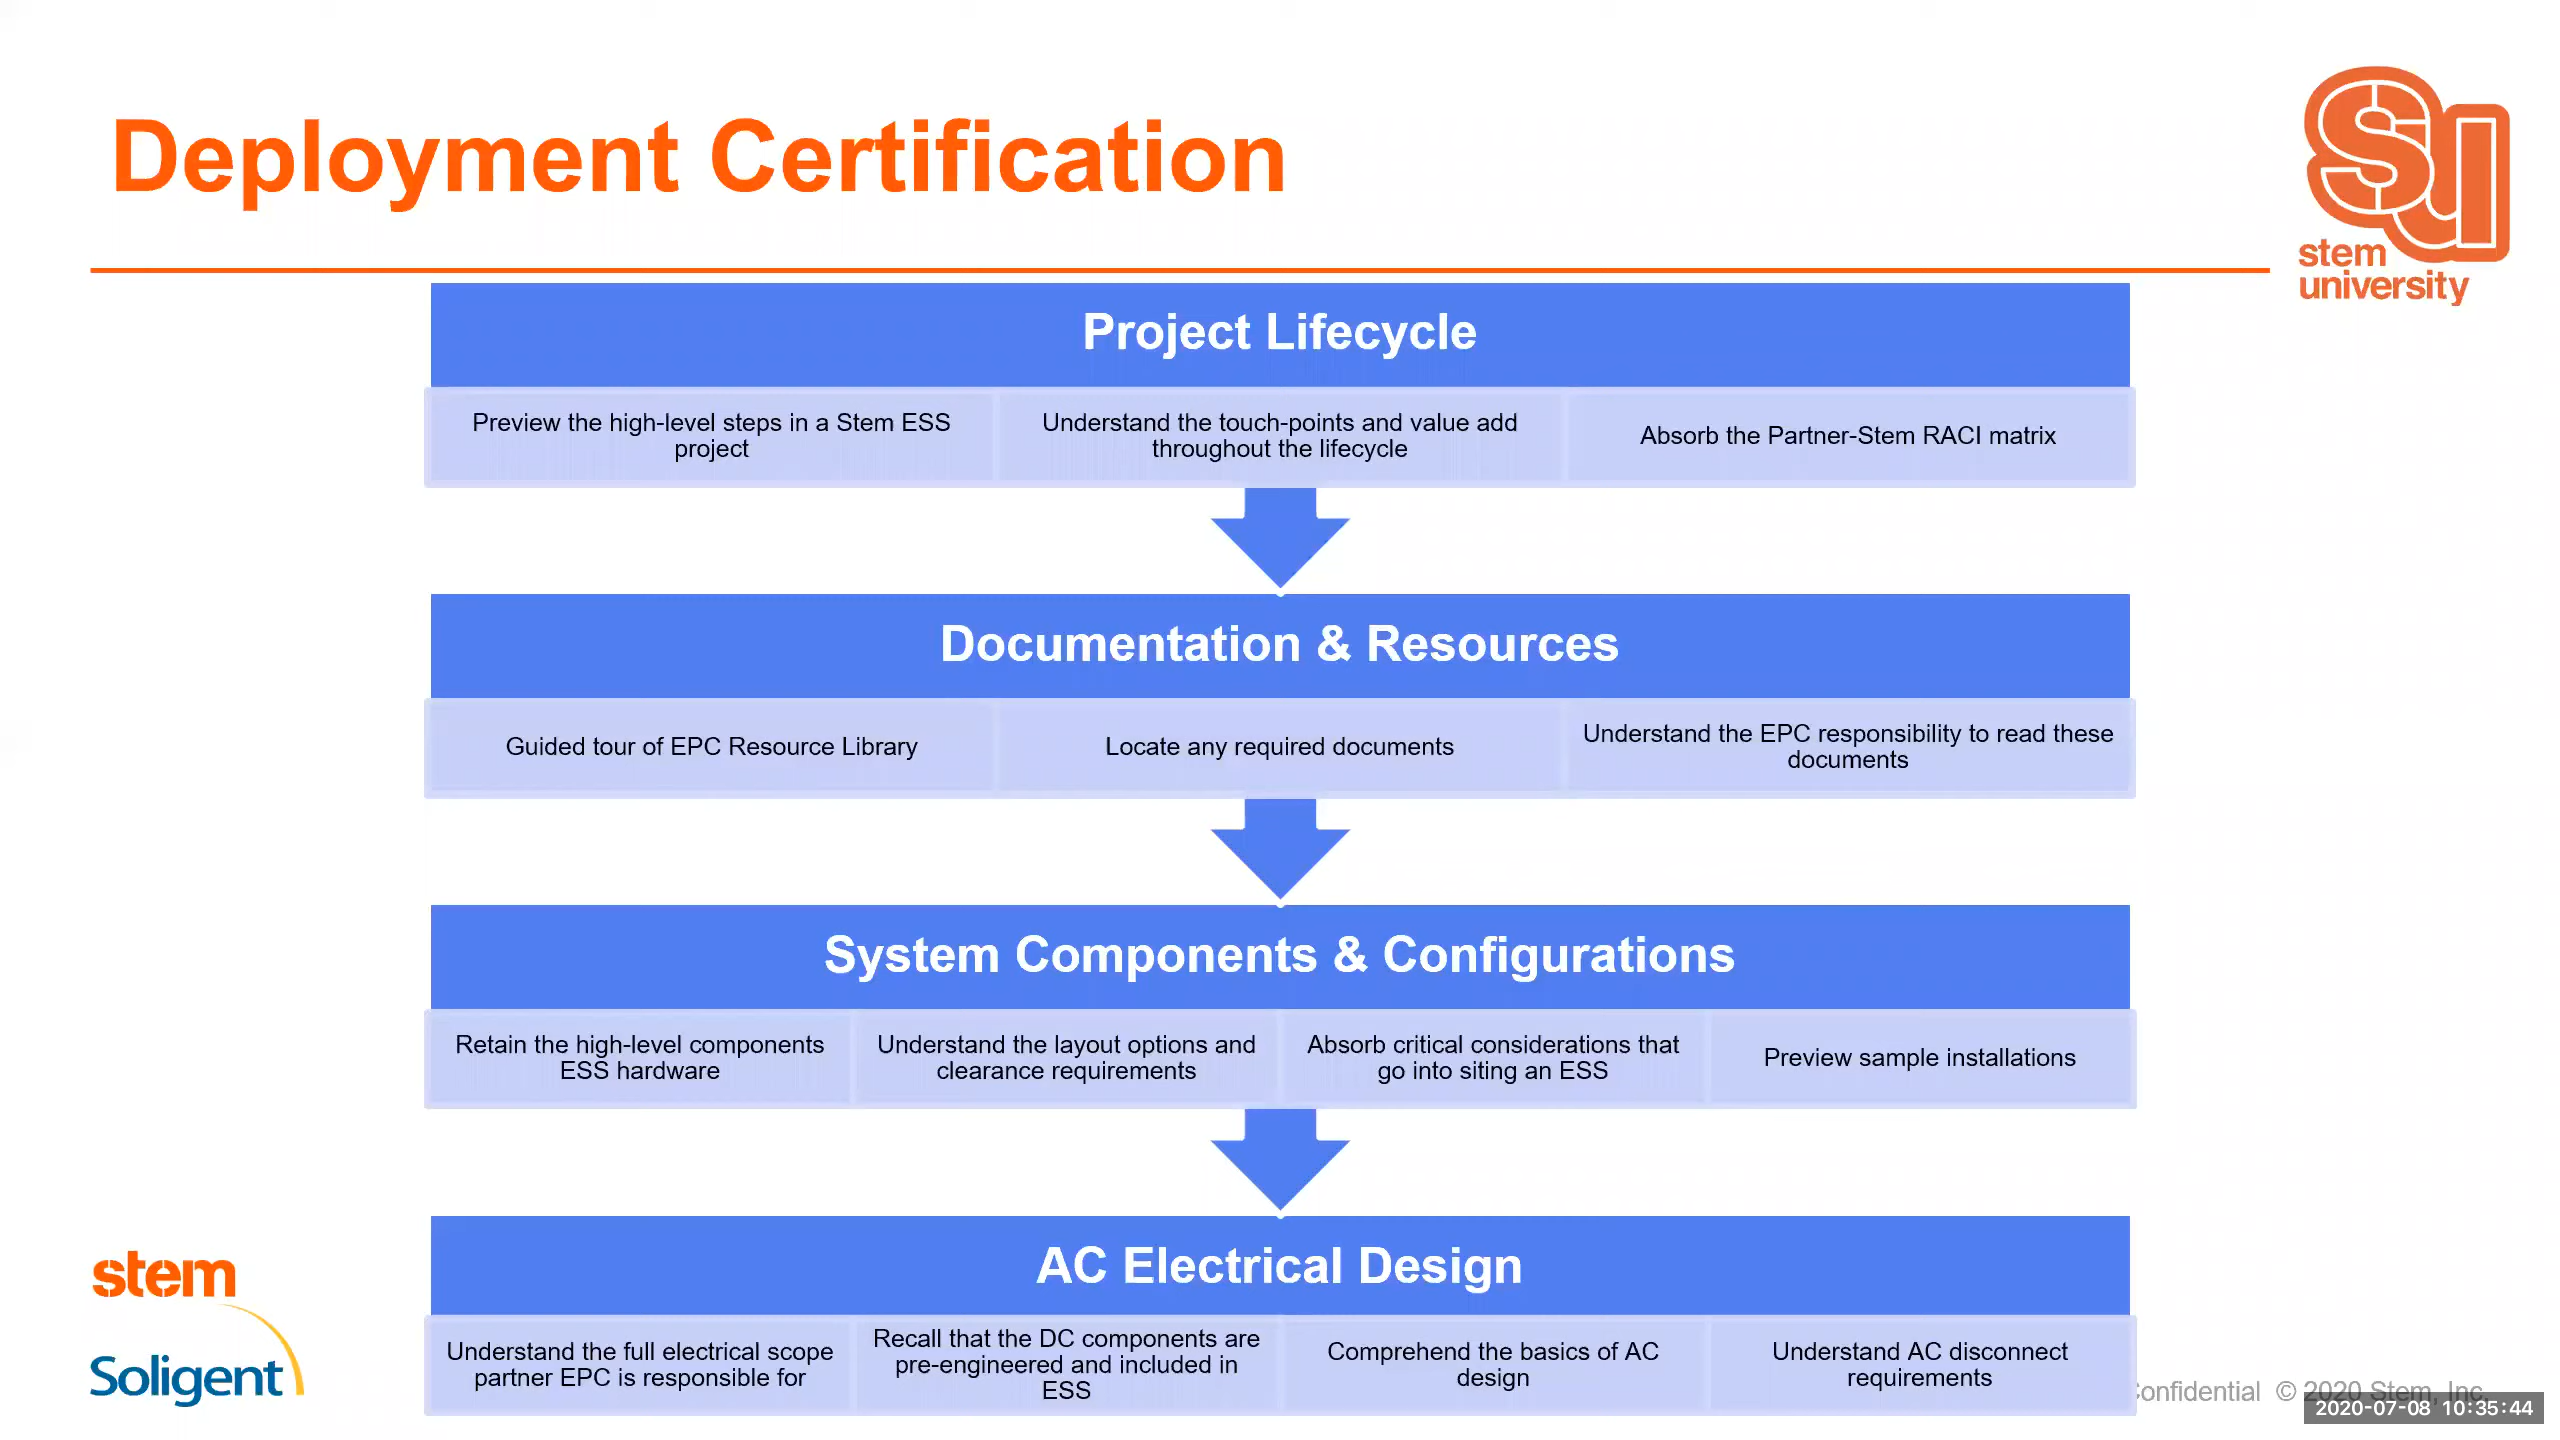 Deployment Certification
SU
stem
university
Project Lifecycle
Preview the high-level steps in a Stem ESS
project
Understand the touch-points and value add
throughout the lifecycle
Absorb the Partner-Stem RACI matrix
Documentation & Resources
Guided tour of EPC Resource Library
Locate any required documents
Understand the EPC responsibility to read these
documents
System Components & Configurations
Retain the high-level components
ESS hardware
Understand the layout options and
clearance requirements
Absorb critical considerations that
go into siting an ESS
Preview sample installations
AC Electrical Design
Understand the full electrical scope
partner EPC is responsible for
Recall that the DC components are
pre-engineered and included in
ESS
Comprehend the basics of AC
design
Understand AC disconnect
requirements
stem
Soligent
Confidential © 2020 Stem, Inc.
2020-07-08 10:35:44